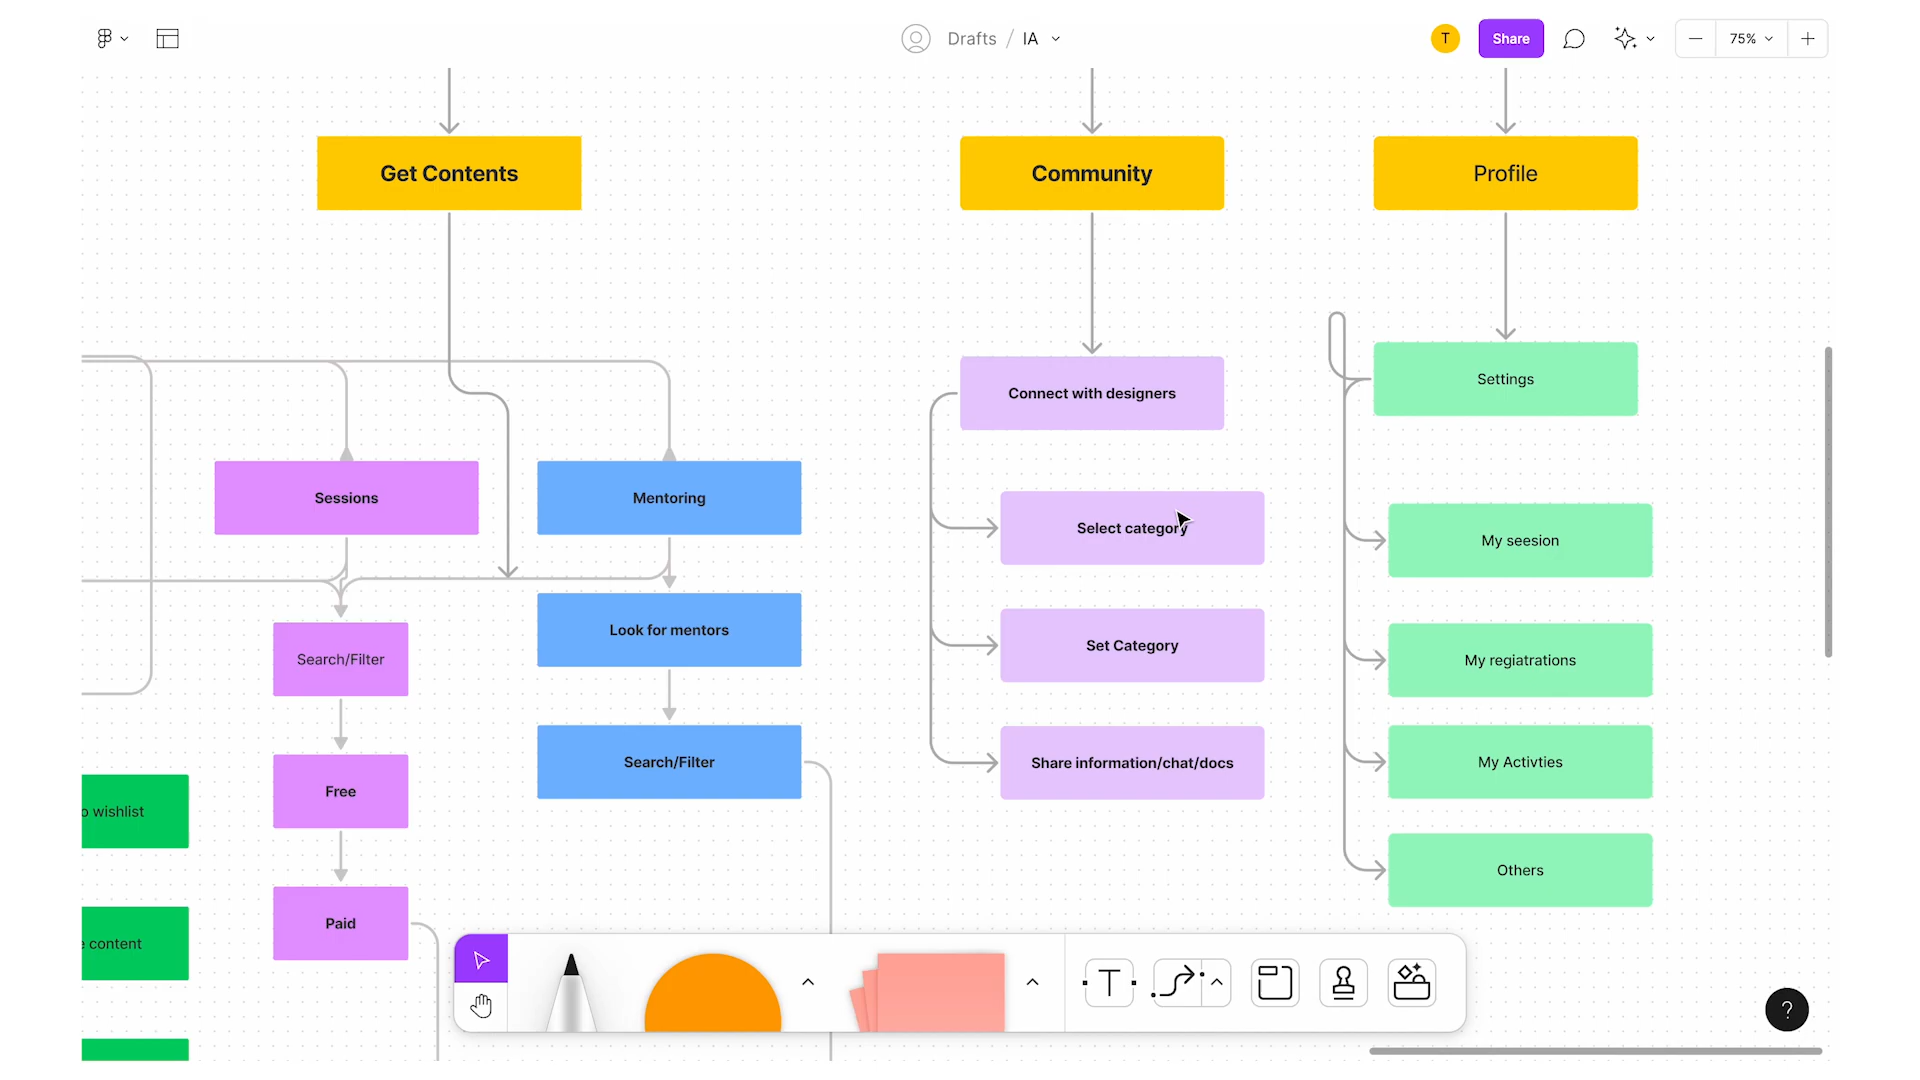 Drafts / IA
T
Share
75%
Get Contents
Community
Profile
Settings
Connect with designers
Sessions
Mentoring
Select category
My seesion
Look for mentors
Set Category
Search/Filter
My regiatrations
Search/Filter
Share information/chat/docs
My Activties
Free
o wishlist
Others
Paid
content
T
?